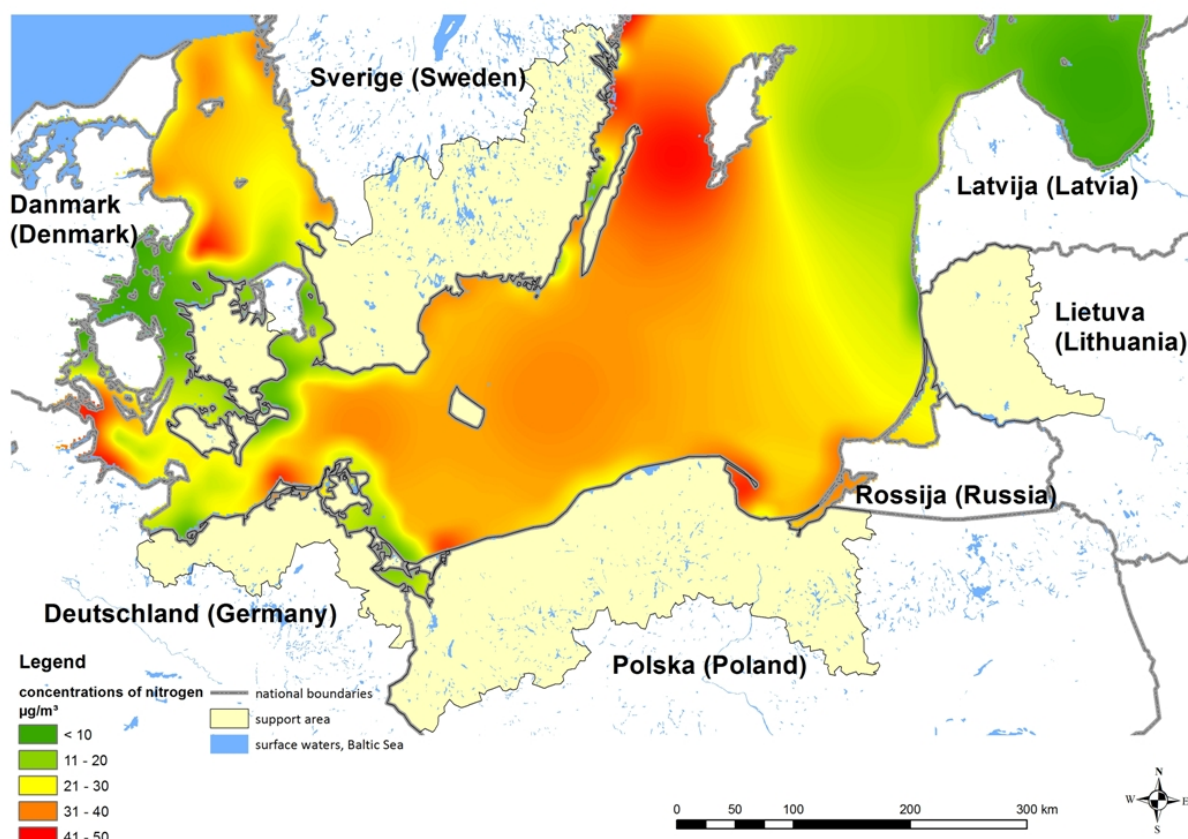 Sverige (Sweden)
Danmark
(Denmark)
Latvija (Latvia)
Lietuva
(Lithuania)
Rossija (Russia)
Deutschland (Germany)
Polska (Poland)
Legend
concentrations of nitrogen
µg/m³
< 10
11 - 20
21 - 30
31 - 40
41 - 50
national boundaries
support area
surface waters, Baltic Sea
0 50 100 200 300 km
N
W E
S